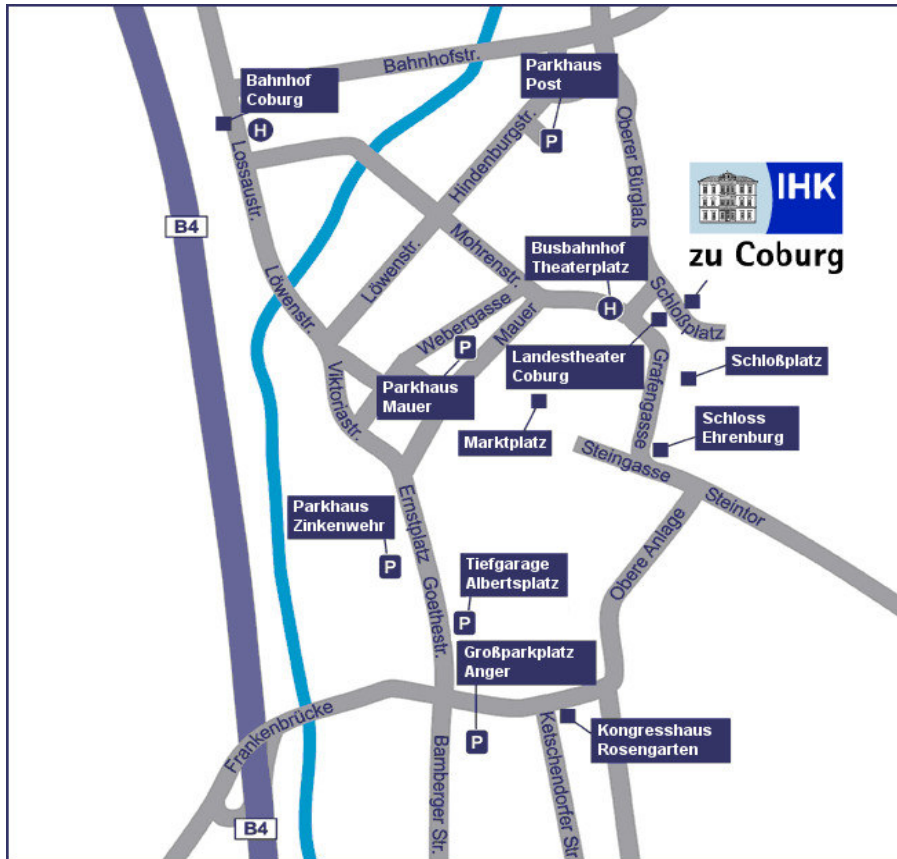 Bahnhofstr.
Parkhaus
Post
Bahnhof
Coburg
H
P
Lossaustr.
Hindenburgstr.
Oberer Bürglaß
IHK
zu Coburg
B4
Mohrenstr.
Busbahnhof
Theaterplatz
Löwenstr.
Löwenstr.
Webergasse
Mauer
H
Schloßplatz
P
Landestheater
Coburg
Schloßplatz
Viktoriastr.
Parkhaus
Mauer
Grafengasse
Marktplatz
Schloss
Ehrenburg
Steingasse
Steintor
Parkhaus
Zinkenwehr
Ernstplatz
P
Obere Anlage
Tiefgarage
Albertsplatz
Goethestr.
P
Großparkplatz
Anger
P
Frankenbrücke
Bamberger Str.
Ketschendorfer Str.
Kongresshaus
Rosengarten
B4